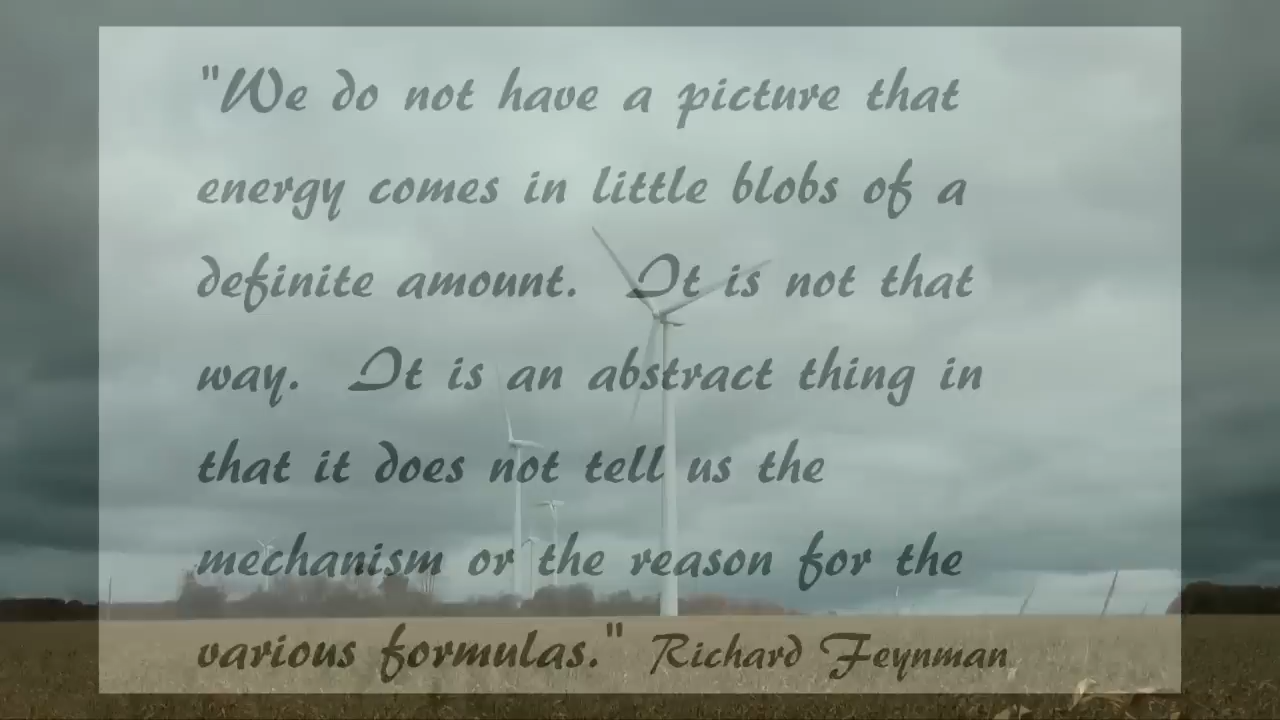 "We do not have a picture that
energy comes in little blobs of a
definite amount.  It is not that
way.  It is an abstract thing in
that it does not tell us the
mechanism or the reason for the
various formulas." Richard Feynman